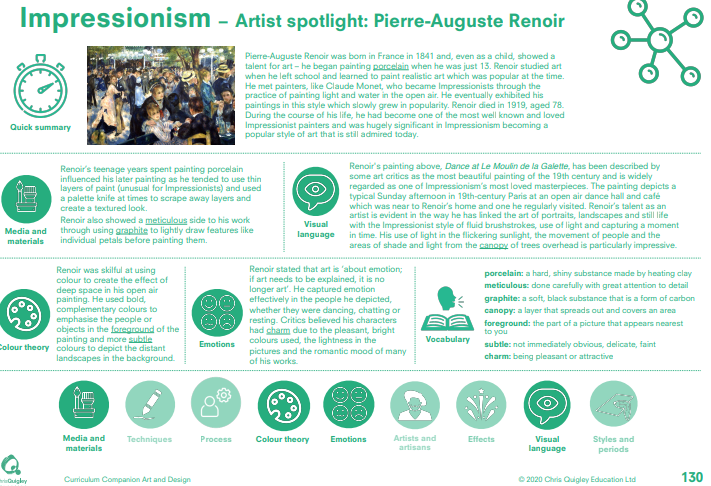 Impressionism – Artist spotlight: Pierre-Auguste Renoir
Quick summary
Pierre-Auguste Renoir was born in France in 1841 and, even as a child, showed a
talent for art – he began painting porcelain when he was just 13. Renoir studied art
when he left school and learned to paint realistic art which was popular at the time.
He met painters, like Claude Monet, who became Impressionists through the
practice of painting light and water in the open air. He eventually exhibited his
paintings in this style which slowly grew in popularity. Renoir died in 1919, aged 78.
During the course of his life, he had become one of the most well known and loved
Impressionist painters and was hugely significant in Impressionism becoming a
popular style of art that is still admired today.
Media and
materials
Renoir's teenage years spent painting porcelain
influenced his later painting as he tended to use thin
layers of paint (unusual for Impressionists) and used
a palette knife at times to scrape away layers and
create a textured look.
Renoir also showed a meticulous side to his work
through using graphite to lightly draw features like
individual petals before painting them.
Visual
language
Renoir's painting above, Dance at Le Moulin de la Galette, has been described by
some art critics as the most beautiful painting of the 19th century and is widely
regarded as one of Impressionism's most loved masterpieces. The painting depicts a
typical Sunday afternoon in 19th-century Paris at an open air dance hall and café
which was near to Renoir's home and one he regularly visited. Renoir's talent as an
artist is evident in the way he has linked the art of portraits, landscapes and still life
with the Impressionist style of fluid brushstrokes, use of light and capturing a moment
in time. His use of light in the flickering sunlight, the movement of people and the
areas of shade and light from the canopy of trees overhead is particularly impressive.
Colour theory
Renoir was skilful at using
colour to create the effect of
deep space in his open air
painting. He used bold,
complementary colours to
emphasise the people or
objects in the foreground of the
painting and more subtle
colours to depict the distant
landscapes in the background.
Emotions
Renoir stated that art is 'about emotion;
if art needs to be explained, it is no
longer art'. He captured emotion
effectively in the people he depicted,
whether they were dancing, chatting or
resting. Critics believed his characters
had charm due to the pleasant, bright
colours used, the lightness in the
pictures and the romantic mood of many
of his works.
Vocabulary
porcelain: a hard, shiny substance made by heating clay
meticulous: done carefully with great attention to detail
graphite: a soft, black substance that is a form of carbon
canopy: a layer that spreads out and covers an area
foreground: the part of a picture that appears nearest
to you
subtle: not immediately obvious, delicate, faint
charm: being pleasant or attractive
Media and
materials
Techniques
Process
Colour theory
Emotions
Artists and
artisans
Effects
Visual
language
Styles and
periods
ChrisQuigley
Curriculum Companion Art and Design
© 2020 Chris Quigley Education Ltd
130